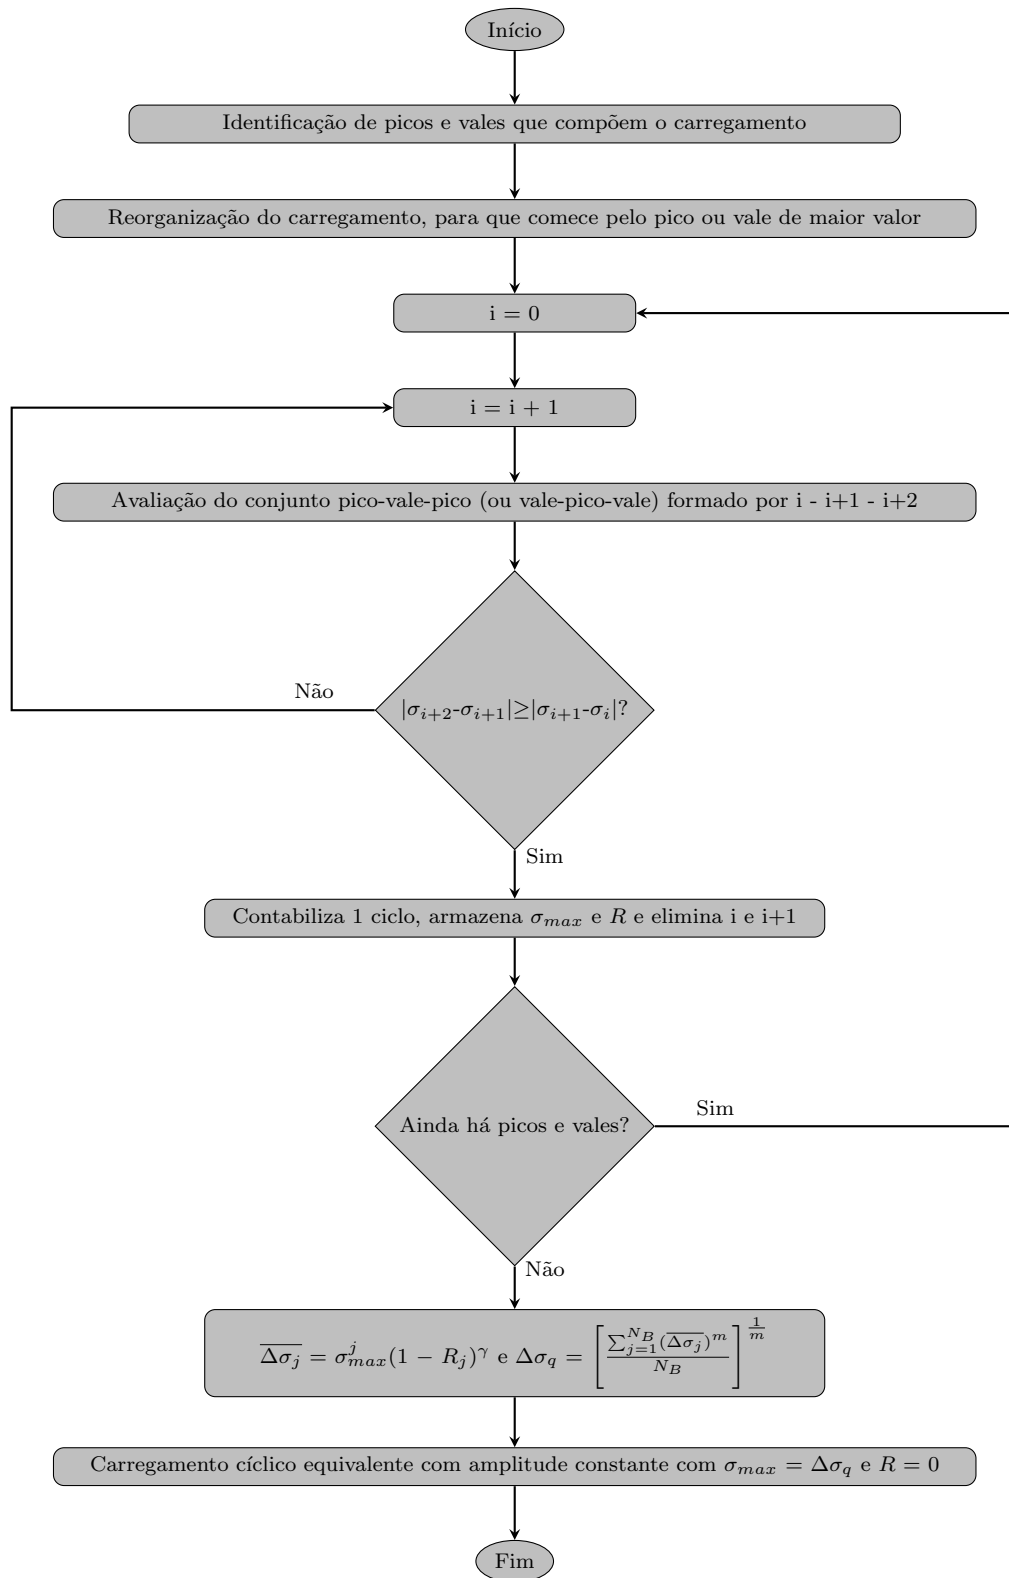 Início
Identificação de picos e vales que compõem o carregamento
Reorganização do carregamento, para que comece pelo pico ou vale de maior valor
i = 0
i = i + 1
Avaliação do conjunto pico-vale-pico (ou vale-pico-vale) formado por i - i+1 - i+2
Não
|σ_{i+2}-σ_{i+1}|≥|σ_{i+1}-σ_i|?
Sim
Contabiliza 1 ciclo, armazena σ_{max} e R e elimina i e i+1
Sim
Ainda há picos e vales?
Não
\overline{Δσ_j} = σ_{max}^j(1 − R_j)^γ e Δσ_q = [\frac{∑_{j=1}^{N_B}(\overline{Δσ_j})^m}{N_B}]^{\frac{1}{m}}
Carregamento cíclico equivalente com amplitude constante com σ_{max} = Δσ_q e R = 0
Fim